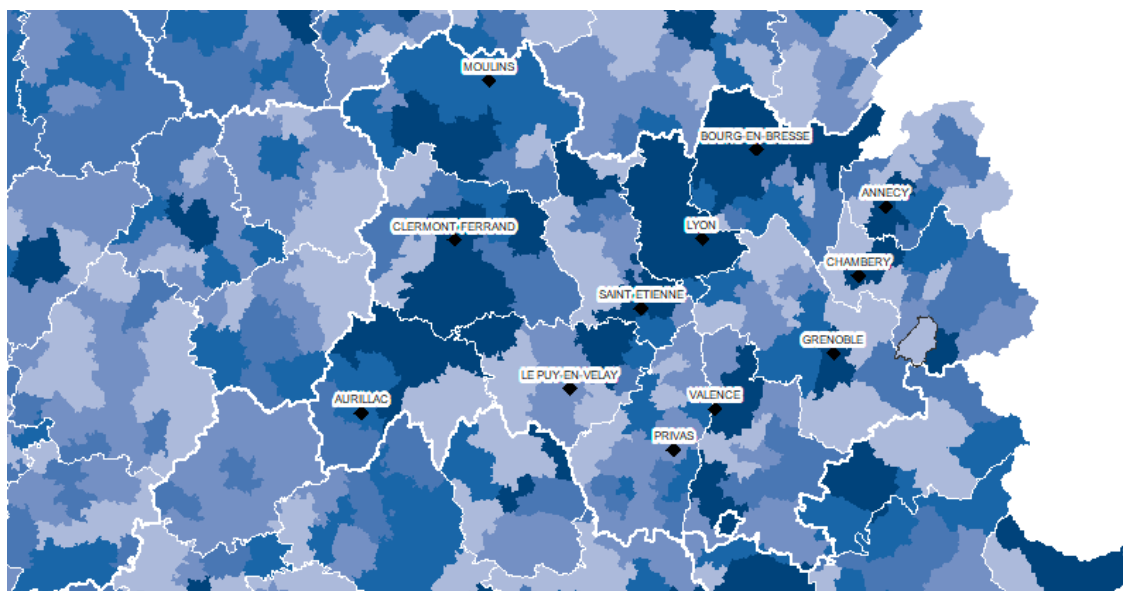 MOULINS
BOURG-EN-BRESSE
ANNECY
CLERMONT-FERRAND
LYON
CHAMBERY
SAINT-ETIENNE
GRENOBLE
LE PUY-EN-VELAY
AURILLAC
VALENCE
PRIVAS